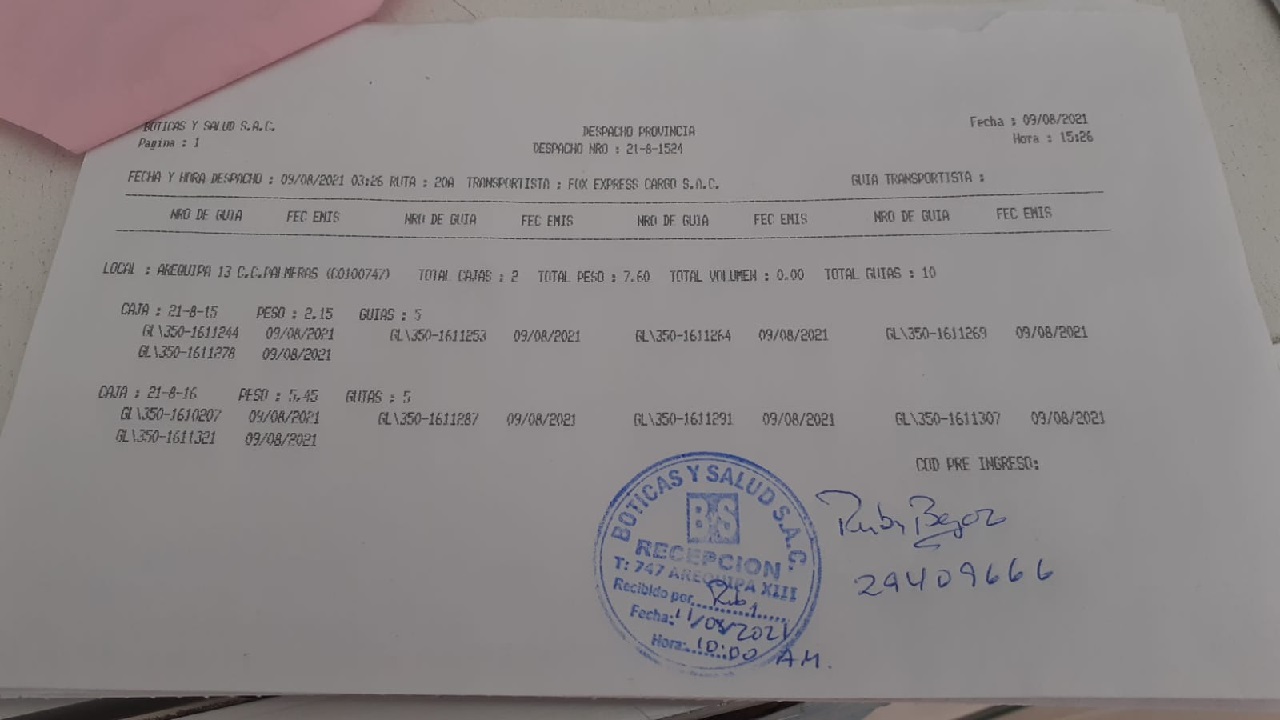 BOTICAS Y SALUD S.A.C.
Pagina : 1
DESPACHO PROVINCIA
DESPACHO NRO : 21-8-1524
Fecha : 09/08/2021
Hora : 15:26
FECHA Y HORA DESPACHO : 09/08/2021 03:26 RUTA : 20A TRANSPORTISTA : FOX EXPRESS CARGO S.A.C. GUIA TRANSPORTISTA :
NRO DE GUIA FEC EMIS NRO DE GUIA FEC EMIS NRO DE GUIA FEC EMIS NRO DE GUIA FEC EMIS
LOCAL : AREQUIPA 13 C.C.PALMERAS (C0100747) TOTAL CAJAS : 2 TOTAL PESO : 7.60 TOTAL VOLUMEN : 0.00 TOTAL GUIAS : 10
CAJA : 21-8-15 PESO : 2.15 GUIAS : 5
GL\350-1611244 09/08/2021 GL\350-1611253 09/08/2021 GL\350-1611264 09/08/2021 GL\350-1611269 09/08/2021
GL\350-1611278 09/08/2021
CAJA : 21-8-16 PESO : 5.45 GUIAS : 5
GL\350-1610207 09/08/2021 GL\350-1611287 09/08/2021 GL\350-1611291 09/08/2021 GL\350-1611307 09/08/2021
GL\350-1611321 09/08/2021
COD PRE INGRESO:
BOTICAS Y SALUD S.A.C.
BS
RECEPCION
T: 747 AREQUIPA XIII
Recibido por
Fecha: 11/08/2021
Hora: 10:00 AM.
Ruby
29409666